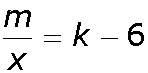 m/x = k - 6